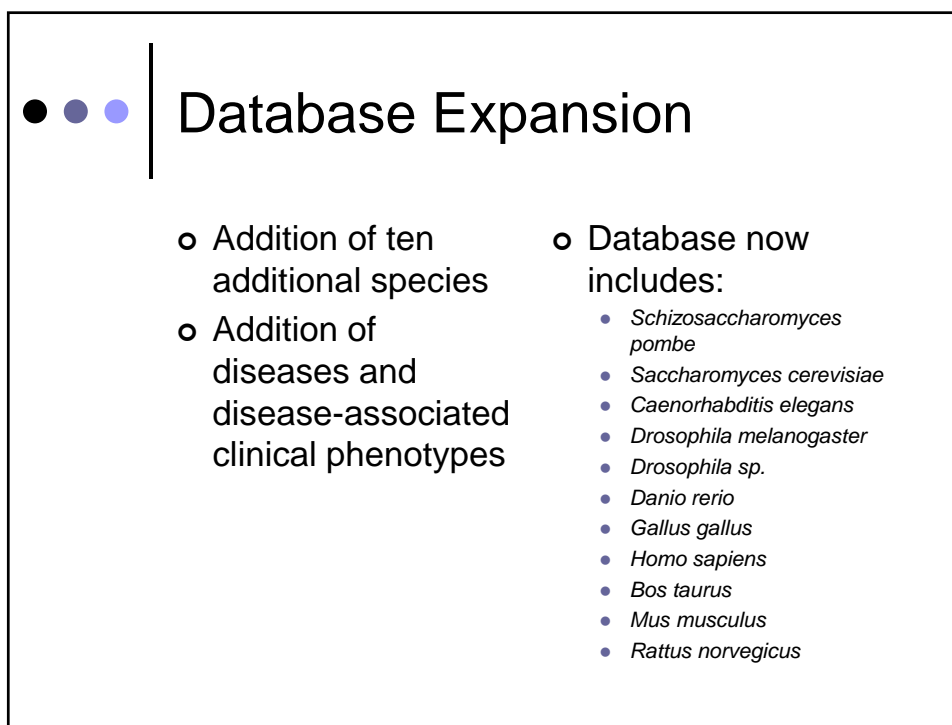 Database Expansion
Addition of ten
additional species
Addition of
diseases and
disease-associated
clinical phenotypes
Database now
includes:
Schizosaccharomyces
pombe
Saccharomyces cerevisiae
Caenorhabditis elegans
Drosophila melanogaster
Drosophila sp.
Danio rerio
Gallus gallus
Homo sapiens
Bos taurus
Mus musculus
Rattus norvegicus